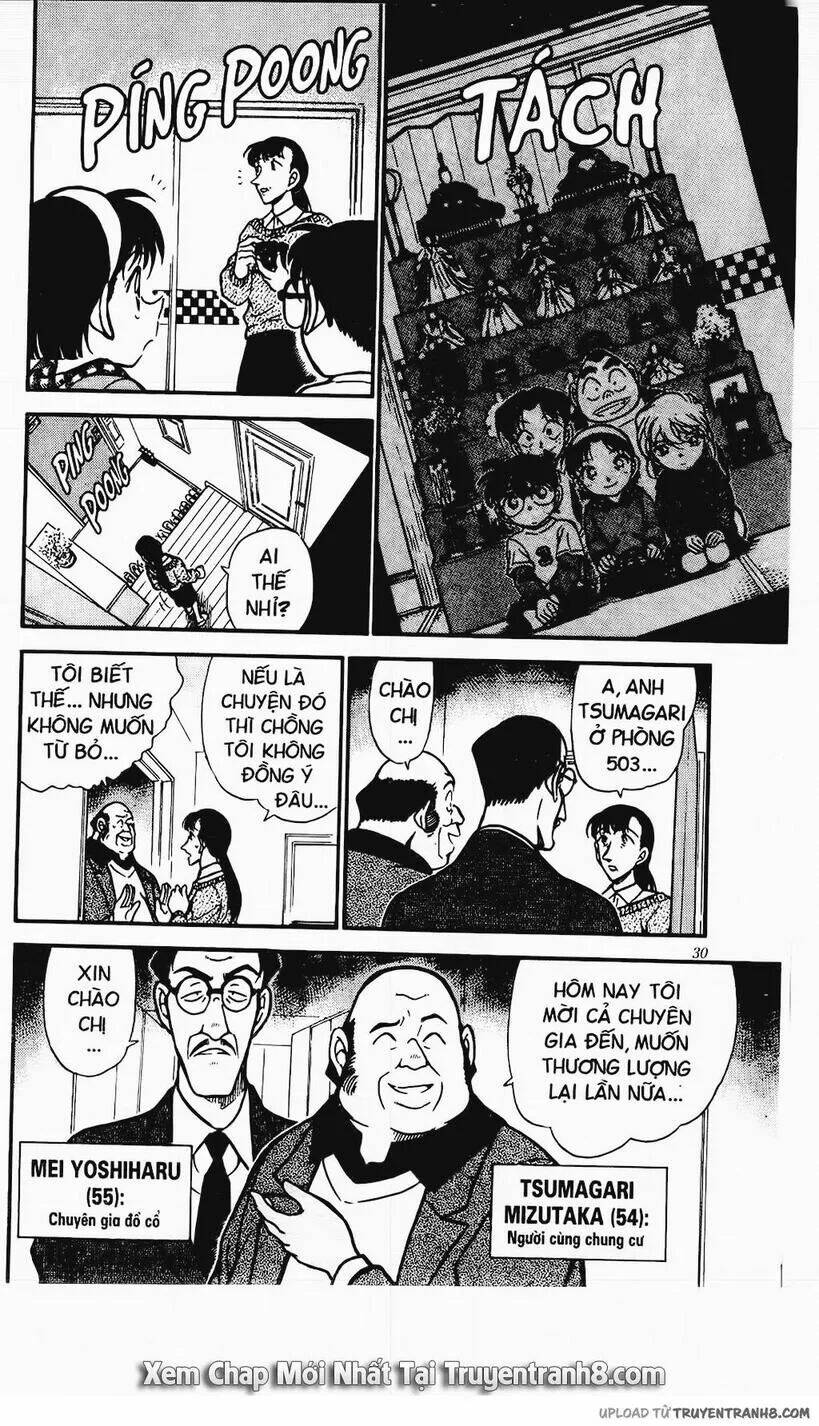 PÍNG POONG
TÁCH
PING
POONG
AI
THẾ
NHỈ?
TÔI BIẾT
THẾ... NHƯNG
KHÔNG MUỐN
TỪ BỎ...
NẾU LÀ
CHUYỆN ĐÓ
THÌ CHỒNG
TÔI KHÔNG
ĐỒNG Ý
ĐÂU...
CHÀO
CHỊ
...
A, ANH
TSUMAGARI
Ở PHÒNG
503...
30
XIN
CHÀO
CHỊ
...
HÔM NAY TÔI
MỜI CẢ CHUYÊN
GIA ĐẾN, MUỐN
THƯƠNG LƯỢNG
LẠI LẦN NỮA...
MEI YOSHIHARU
(55):
Chuyên gia đồ cổ
TSUMAGARI
MIZUTAKA (54):
Người cùng chung cư
Xem Chap Mới Nhất Tại Truyentranh8.com
UPLOAD TỪ TRUYENTRANH8.COM